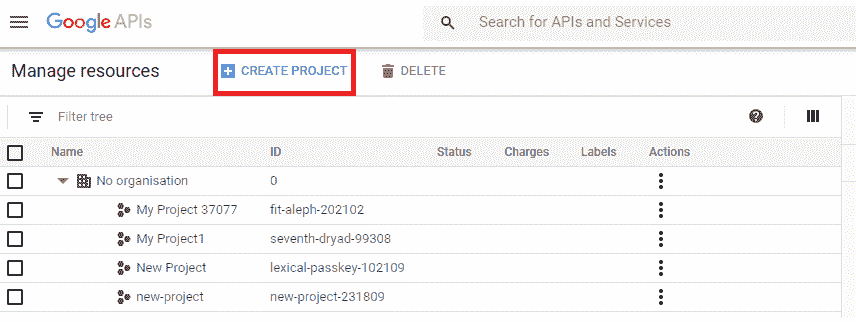 Google APIs Search for APIs and Services
Manage resources CREATE PROJECT DELETE
Filter tree
Name ID Status Charges Labels Actions
No organisation 0
My Project 37077 fit-aleph-202102
My Project1 seventh-dryad-99308
New Project lexical-passkey-102109
new-project new-project-231809